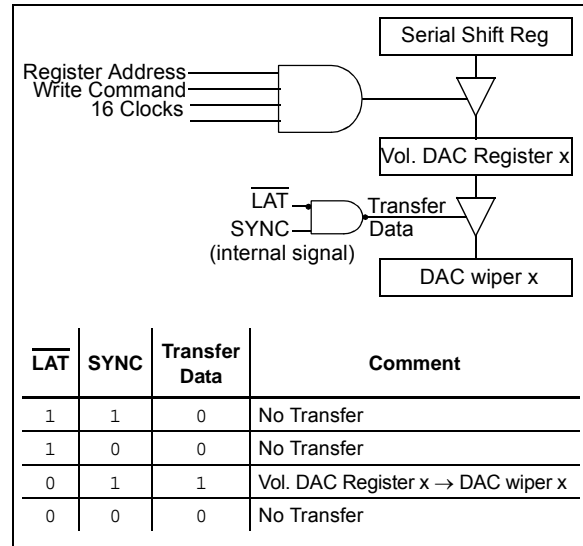 Serial Shift Reg
Register Address
Write Command
16 Clocks
Vol. DAC Register x
LAT
SYNC
(internal signal)
Transfer
Data
DAC wiper x
LAT SYNC Transfer Data Comment
1 1 0 No Transfer
1 0 0 No Transfer
0 1 1 Vol. DAC Register x → DAC wiper x
0 0 0 No Transfer